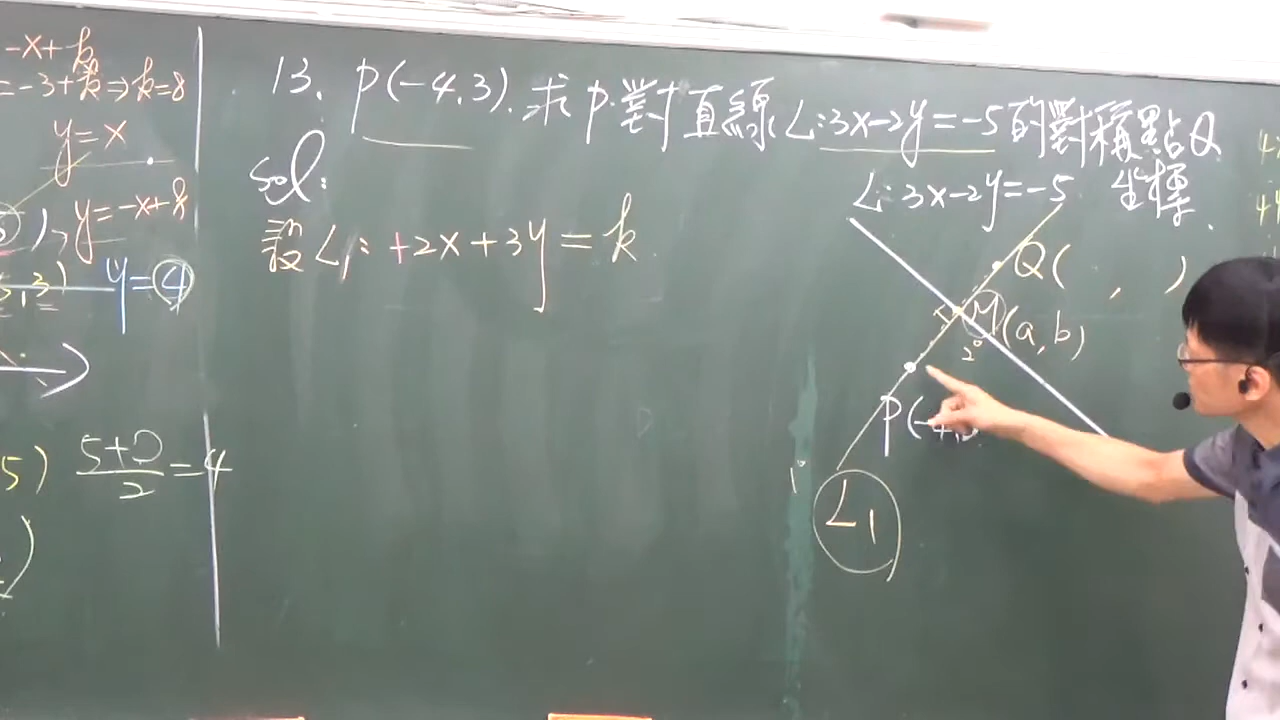 -x+k
=-3+k⇒k=8
y=x
),y=-x+8
5,3) y=4
5) 5+0/2=4
13. P(-4,3).求P對直線L:3x-2y=-5的對稱點Q
坐標.
sol:
設L1:+2x+3y=k
L:3x-2y=-5
Q( , )
M(a,b)
2°
P(-4,
1°
L1